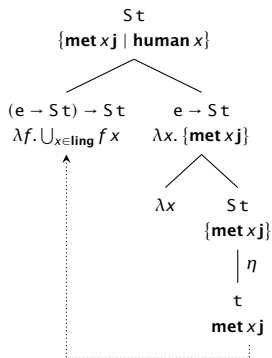 S t
{met x j | human x}
(e → S t) → S t
e → S t
λf. ⋃x∈ling f x
λx. {met x j}
λx
S t
{met x j}
η
t
met x j